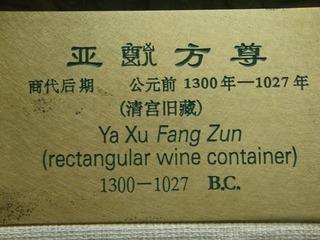 亚 方尊
商代后期 公元前 1300年—1027年
(清宫旧藏)
Ya Xu Fang Zun
(rectangular wine container)
1300—1027 B.C.